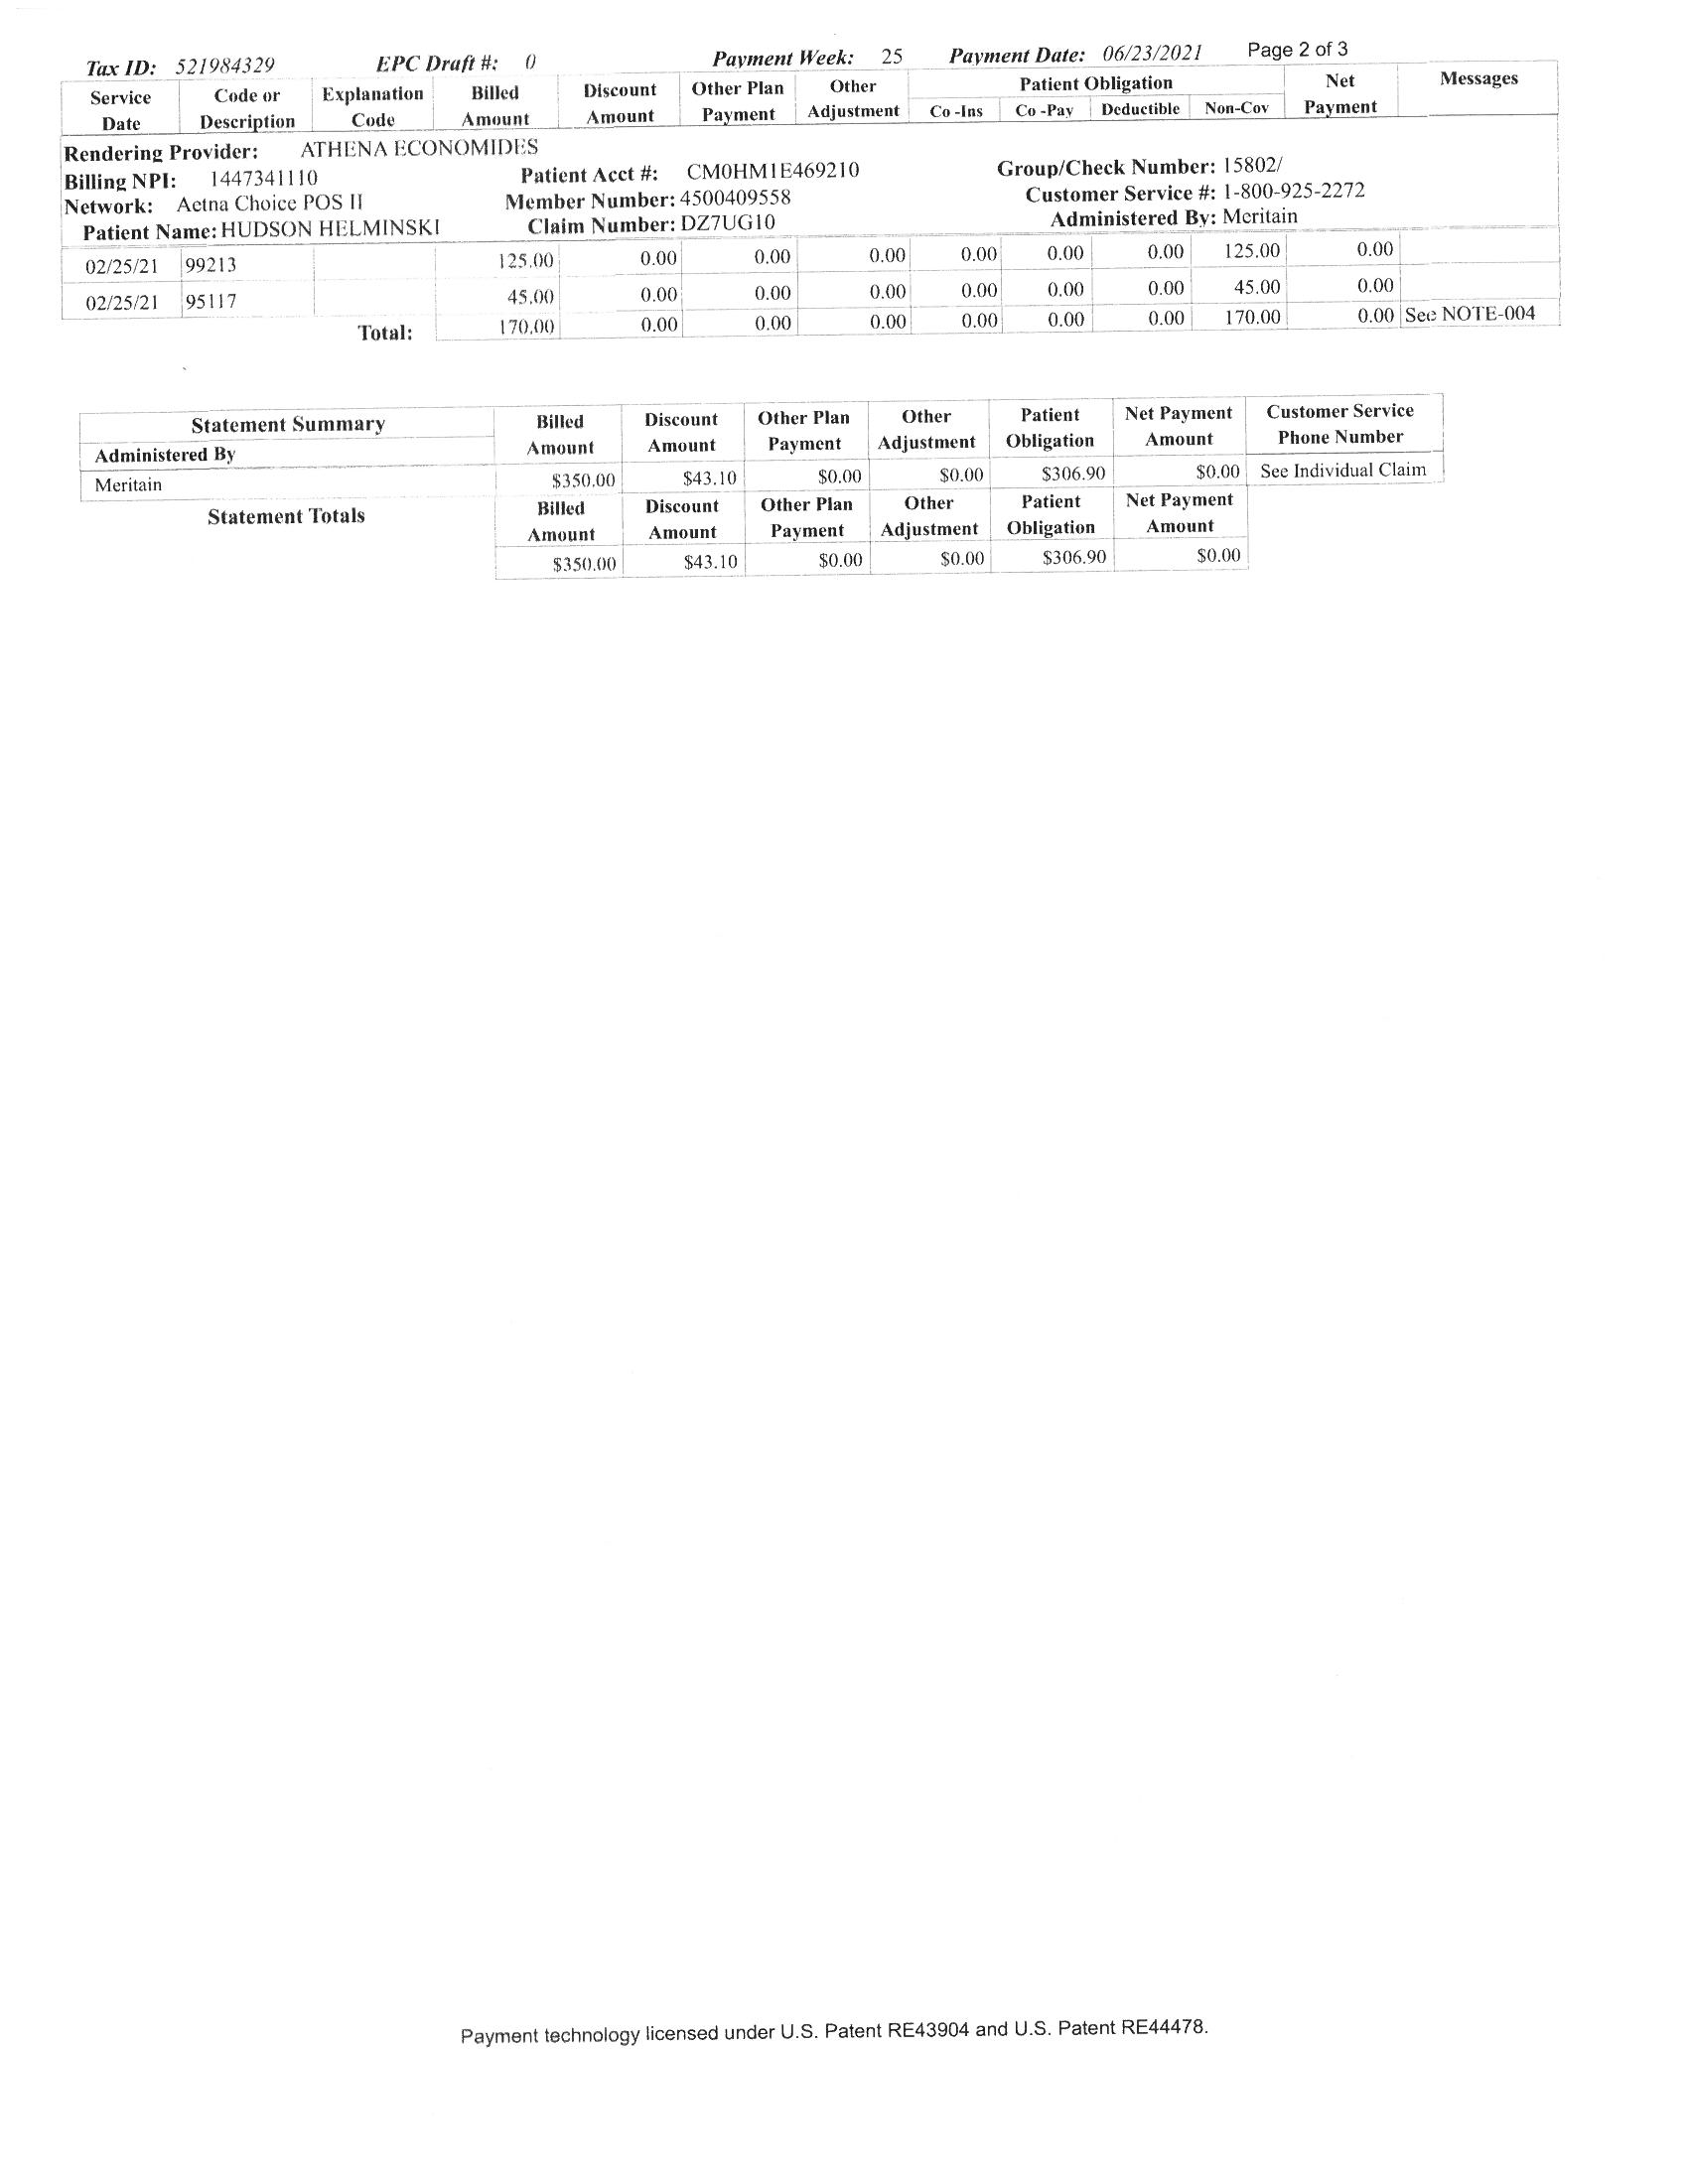 Tax ID: 521984329 EPC Draft #: 0 Payment Week: 25 Payment Date: 06/23/2021 Page 2 of 3
Service Date Code or Description Explanation Code Billed Amount Discount Amount Other Plan Payment Other Adjustment Patient Obligation Co -Ins Co -Pay Deductible Non-Cov Net Payment Messages
Rendering Provider: ATHENA ECONOMIDES
Billing NPI: 1447341110 Patient Acct #: CM0HM1E469210 Group/Check Number: 15802/
Network: Aetna Choice POS II Member Number: 4500409558 Customer Service #: 1-800-925-2272
Patient Name: HUDSON HELMINSKI Claim Number: DZ7UG10 Administered By: Meritain
02/25/21 99213 125.00 0.00 0.00 0.00 0.00 0.00 0.00 125.00 0.00
02/25/21 95117 45.00 0.00 0.00 0.00 0.00 0.00 0.00 45.00 0.00
Total: 170.00 0.00 0.00 0.00 0.00 0.00 0.00 170.00 0.00 See NOTE-004
Statement Summary Billed Amount Discount Amount Other Plan Payment Other Adjustment Patient Obligation Net Payment Amount Customer Service Phone Number
Administered By
Meritain $350.00 $43.10 $0.00 $0.00 $306.90 $0.00 See Individual Claim
Statement Totals Billed Amount Discount Amount Other Plan Payment Other Adjustment Patient Obligation Net Payment Amount
$350.00 $43.10 $0.00 $0.00 $306.90 $0.00
Payment technology licensed under U.S. Patent RE43904 and U.S. Patent RE44478.